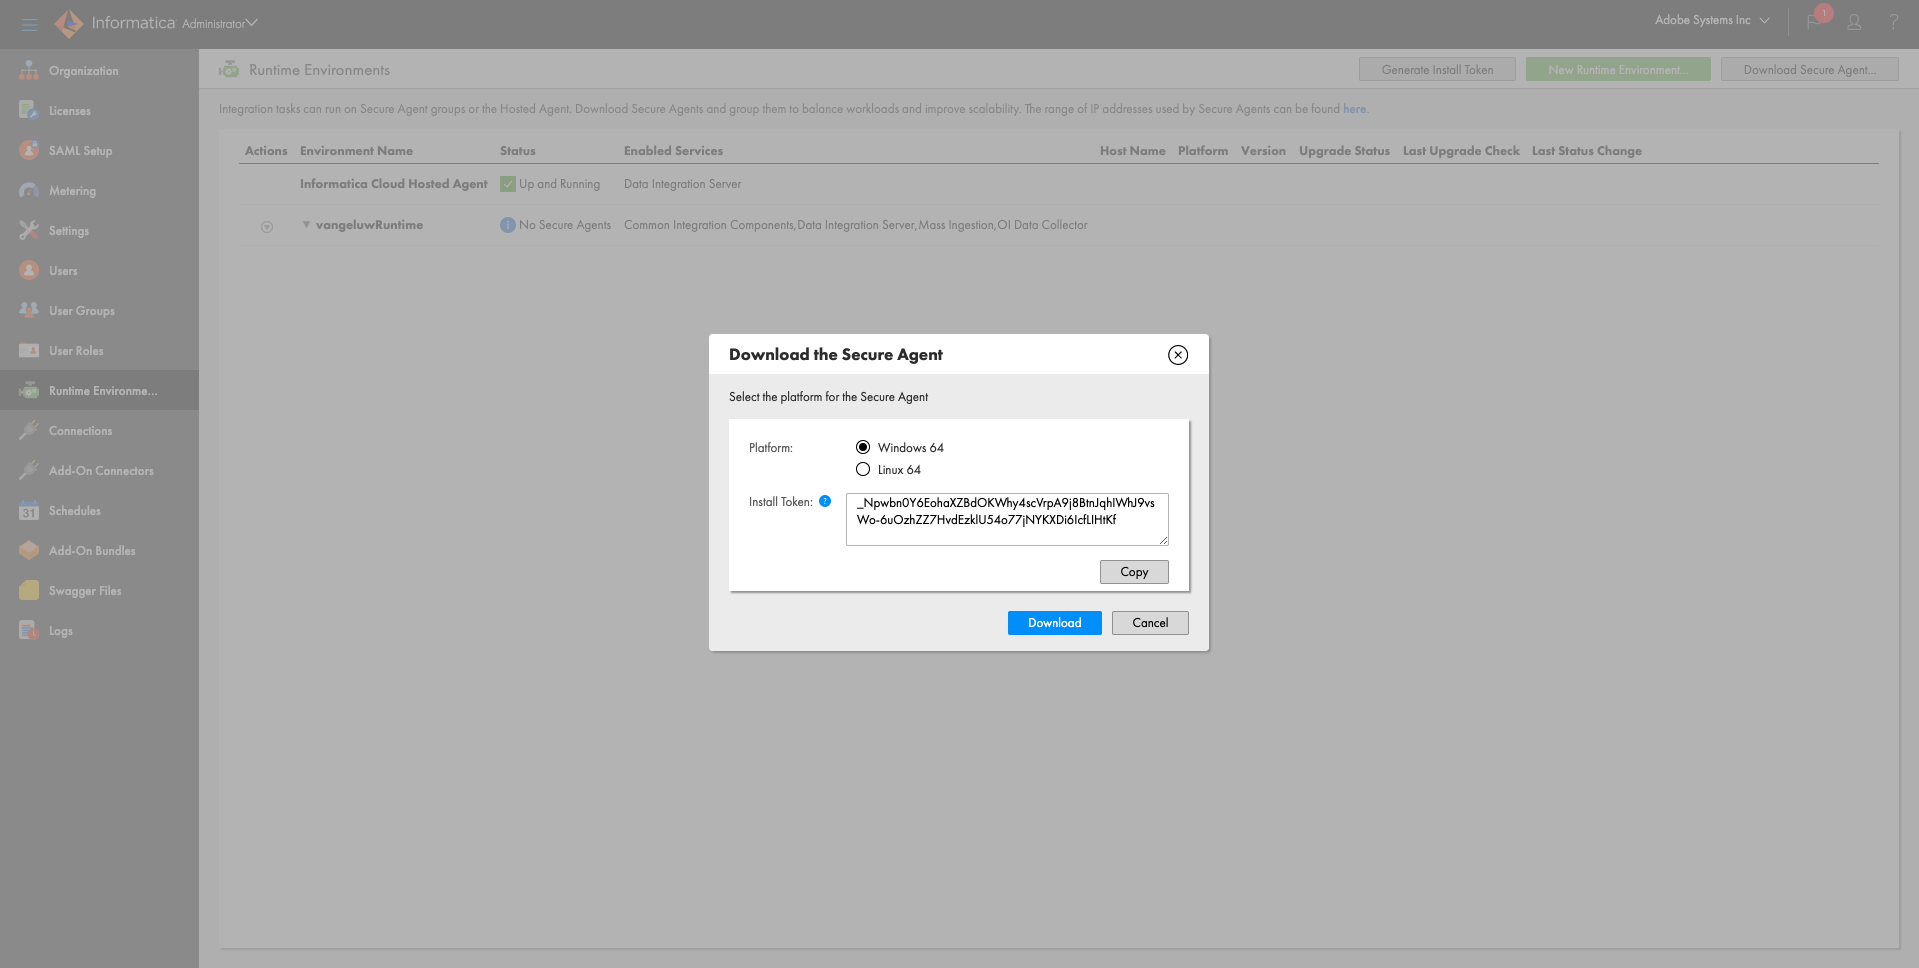 Informatica Administrator
Adobe Systems Inc
1
?
Organization
Licenses
SAML Setup
Metering
Settings
Users
User Groups
User Roles
Runtime Environme...
Connections
Add-On Connectors
31 Schedules
Add-On Bundles
Swagger Files
Logs
Runtime Environments
Generate Install Token
New Runtime Environment...
Download Secure Agent...
Integration tasks can run on Secure Agent groups or the Hosted Agent. Download Secure Agents and group them to balance workloads and improve scalability. The range of IP addresses used by Secure Agents can be found here.
Actions Environment Name Status Enabled Services Host Name Platform Version Upgrade Status Last Upgrade Check Last Status Change
Informatica Cloud Hosted Agent Up and Running Data Integration Server
vangeluwRuntime No Secure Agents Common Integration Components,Data Integration Server,Mass Ingestion,OI Data Collector
Download the Secure Agent
Select the platform for the Secure Agent
Platform: Windows 64
Linux 64
Install Token: ?
_Npwbn0Y6EohaXZBdOKWhy4scVrpA9j8BtnJqhIWhJ9vs
Wo-6uOzhZZ7HvdEzklU54o77jNYKXDi6IcfLIHtKf
Copy
Download Cancel